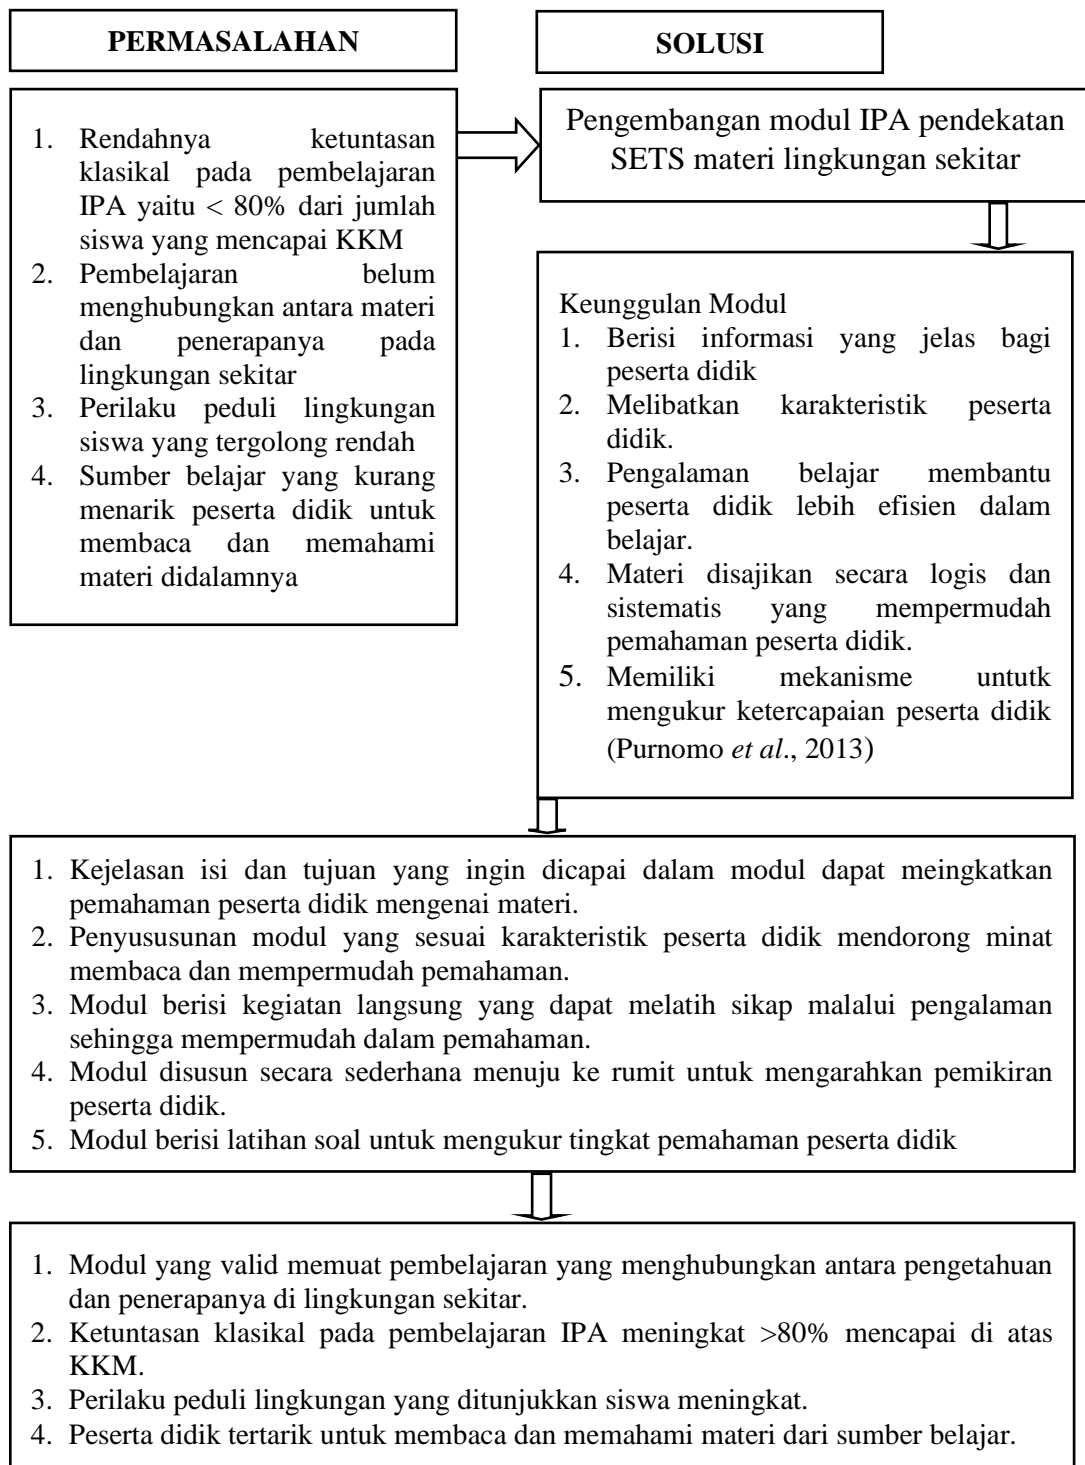 PERMASALAHAN
SOLUSI
1. Rendahnya ketuntasan
klasikal pada pembelajaran
IPA yaitu < 80% dari jumlah
siswa yang mencapai KKM
2. Pembelajaran belum
menghubungkan antara materi
dan penerapanya pada
lingkungan sekitar
3. Perilaku peduli lingkungan
siswa yang tergolong rendah
4. Sumber belajar yang kurang
menarik peserta didik untuk
membaca dan memahami
materi didalamnya
Pengembangan modul IPA pendekatan
SETS materi lingkungan sekitar
Keunggulan Modul
1. Berisi informasi yang jelas bagi
peserta didik
2. Melibatkan karakteristik peserta
didik.
3. Pengalaman belajar membantu
peserta didik lebih efisien dalam
belajar.
4. Materi disajikan secara logis dan
sistematis yang mempermudah
pemahaman peserta didik.
5. Memiliki mekanisme untutk
mengukur ketercapaian peserta didik
(Purnomo et al., 2013)
1. Kejelasan isi dan tujuan yang ingin dicapai dalam modul dapat meingkatkan
pemahaman peserta didik mengenai materi.
2. Penyususunan modul yang sesuai karakteristik peserta didik mendorong minat
membaca dan mempermudah pemahaman.
3. Modul berisi kegiatan langsung yang dapat melatih sikap malalui pengalaman
sehingga mempermudah dalam pemahaman.
4. Modul disusun secara sederhana menuju ke rumit untuk mengarahkan pemikiran
peserta didik.
5. Modul berisi latihan soal untuk mengukur tingkat pemahaman peserta didik
1. Modul yang valid memuat pembelajaran yang menghubungkan antara pengetahuan
dan penerapanya di lingkungan sekitar.
2. Ketuntasan klasikal pada pembelajaran IPA meningkat >80% mencapai di atas
KKM.
3. Perilaku peduli lingkungan yang ditunjukkan siswa meningkat.
4. Peserta didik tertarik untuk membaca dan memahami materi dari sumber belajar.